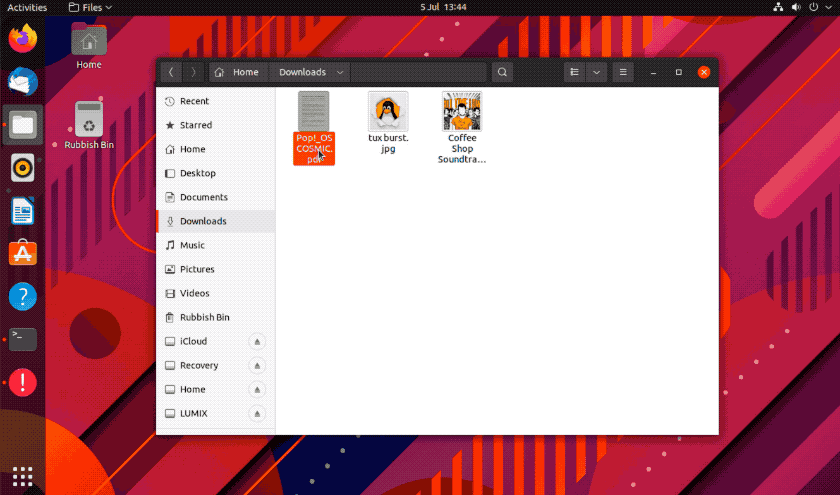 Activities
Files
5 Jul 13:44
Home
Rubbish Bin
Home
Downloads
Recent
Starred
Home
Desktop
Documents
Downloads
Music
Pictures
Videos
Rubbish Bin
iCloud
Recovery
Home
LUMIX
Pop!_OS
COSMIC.
pdf
tux burst.
jpg
Coffee
Shop
Soundtra…